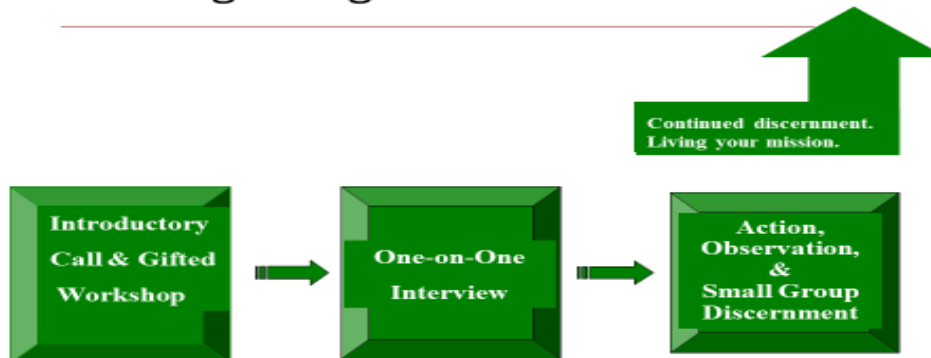 Continued discernment.
Living your mission.
Introductory
Call & Gifted
Workshop
One-on-One
Interview
Action,
Observation,
&
Small Group
Discernment